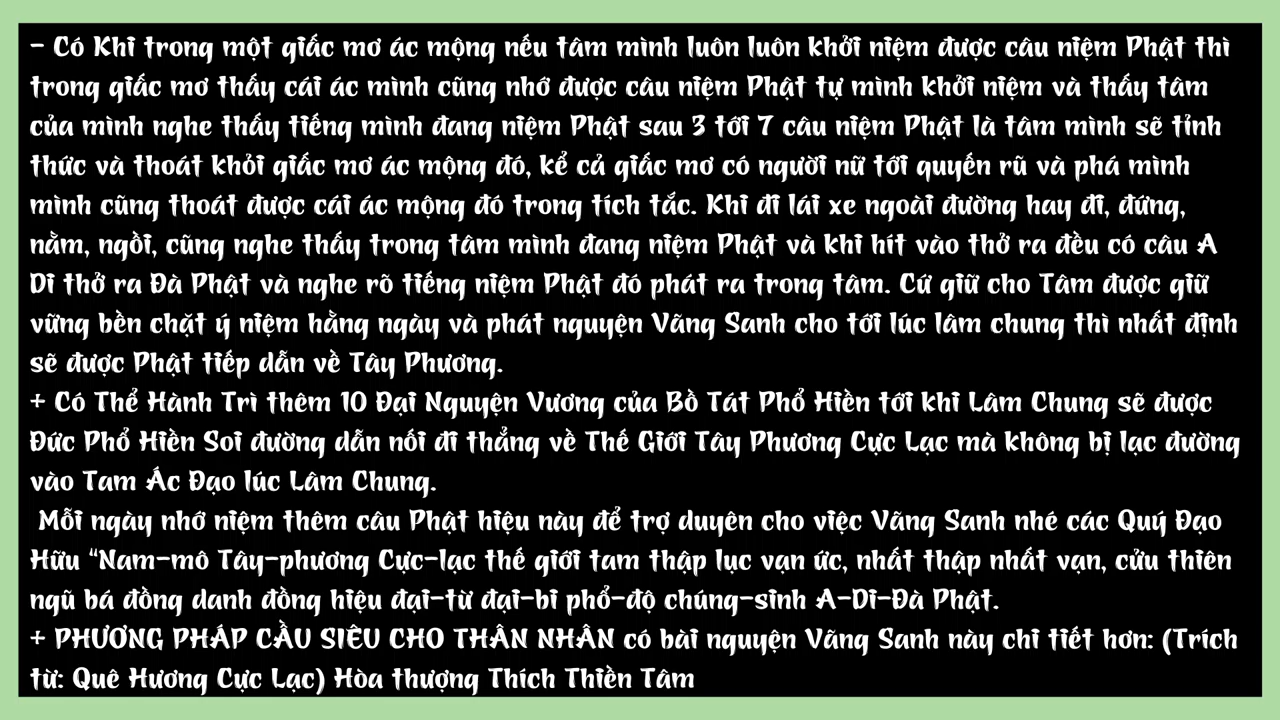 - Có Khi trong một giấc mơ ác mộng nếu tâm mình luôn luôn khởi niệm được câu niệm Phật thì
trong giấc mơ thấy cái ác mình cũng nhớ được câu niệm Phật tự mình khởi niệm và thấy tâm
của mình nghe thấy tiếng mình đang niệm Phật sau 3 tới 7 câu niệm Phật là tâm mình sẽ tỉnh
thức và thoát khỏi giấc mơ ác mộng đó, kể cả giấc mơ có người nữ tới quyến rũ và phá mình
mình cũng thoát được cái ác mộng đó trong tích tắc. Khi đi lái xe ngoài đường hay đi, đứng,
nằm, ngồi, cũng nghe thấy trong tâm mình đang niệm Phật và khi hít vào thở ra đều có câu A
Di thở ra Đà Phật và nghe rõ tiếng niệm Phật đó phát ra trong tâm. Cứ giữ cho Tâm được giữ
vững bền chặt ý niệm hằng ngày và phát nguyện Vãng Sanh cho tới lúc lâm chung thì nhất định
sẽ được Phật tiếp dẫn về Tây Phương.
+ Có Thể Hành Trì thêm 10 Đại Nguyện Vương của Bồ Tát Phổ Hiền tới khi Lâm Chung sẽ được
Đức Phổ Hiền Soi đường dẫn nối đi thẳng về Thế Giới Tây Phương Cực Lạc mà không bị lạc đường
vào Tam Ác Đạo lúc Lâm Chung.
Mỗi ngày nhớ niệm thêm câu Phật hiệu này để trợ duyên cho việc Vãng Sanh nhé các Quý Đạo
Hữu "Nam-mô Tây-phương Cực-lạc thế giới tam thập lục vạn ức, nhất thập nhất vạn, cửu thiên
ngũ bá đồng danh đồng hiệu đại-từ đại-bi phổ-độ chúng-sinh A-Di-Đà Phật.
+ PHƯƠNG PHÁP CẦU SIÊU CHO THÂN NHÂN có bài nguyện Vãng Sanh này chi tiết hơn: (Trích
từ: Quê Hương Cực Lạc) Hòa thượng Thích Thiền Tâm